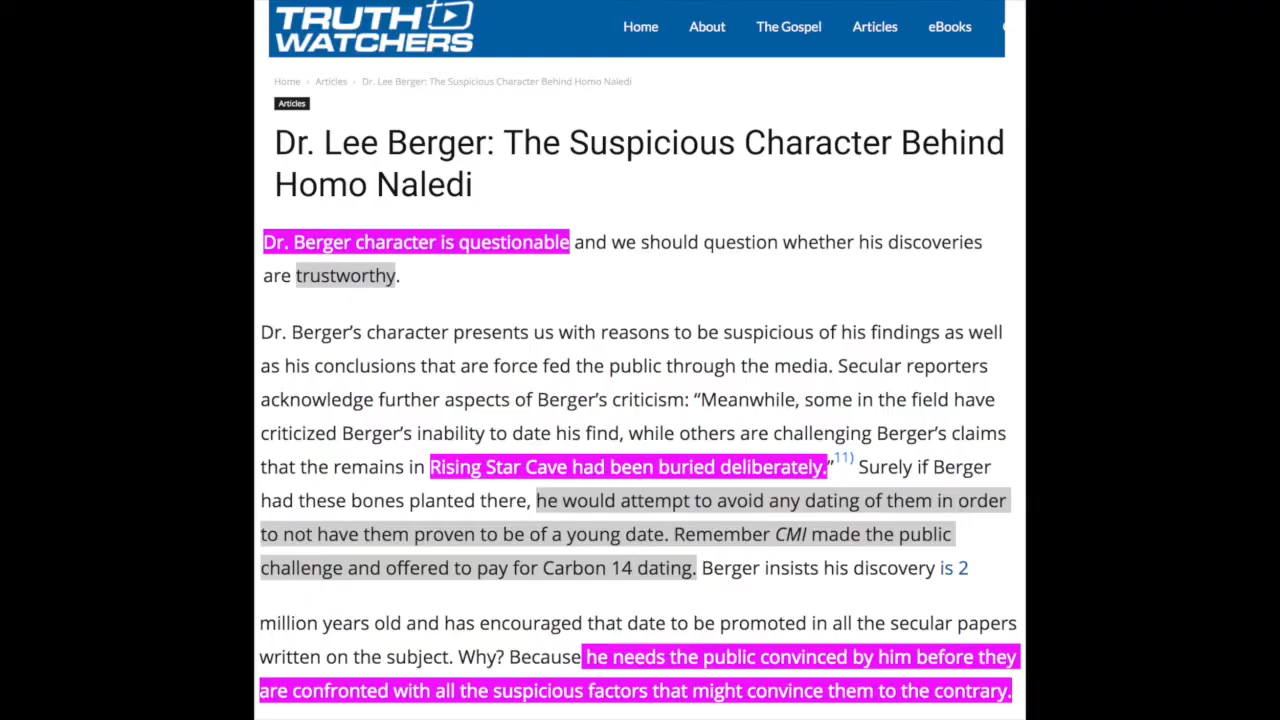 TRUTH
WATCHERS
Home About The Gospel Articles eBooks
Home › Articles › Dr. Lee Berger: The Suspicious Character Behind Homo Naledi
Articles
Dr. Lee Berger: The Suspicious Character Behind
Homo Naledi
Dr. Berger character is questionable and we should question whether his discoveries
are trustworthy.
Dr. Berger’s character presents us with reasons to be suspicious of his findings as well
as his conclusions that are force fed the public through the media. Secular reporters
acknowledge further aspects of Berger’s criticism: “Meanwhile, some in the field have
criticized Berger’s inability to date his find, while others are challenging Berger’s claims
that the remains in Rising Star Cave had been buried deliberately.”11) Surely if Berger
had these bones planted there, he would attempt to avoid any dating of them in order
to not have them proven to be of a young date. Remember CMI made the public
challenge and offered to pay for Carbon 14 dating. Berger insists his discovery is 2
million years old and has encouraged that date to be promoted in all the secular papers
written on the subject. Why? Because he needs the public convinced by him before they
are confronted with all the suspicious factors that might convince them to the contrary.